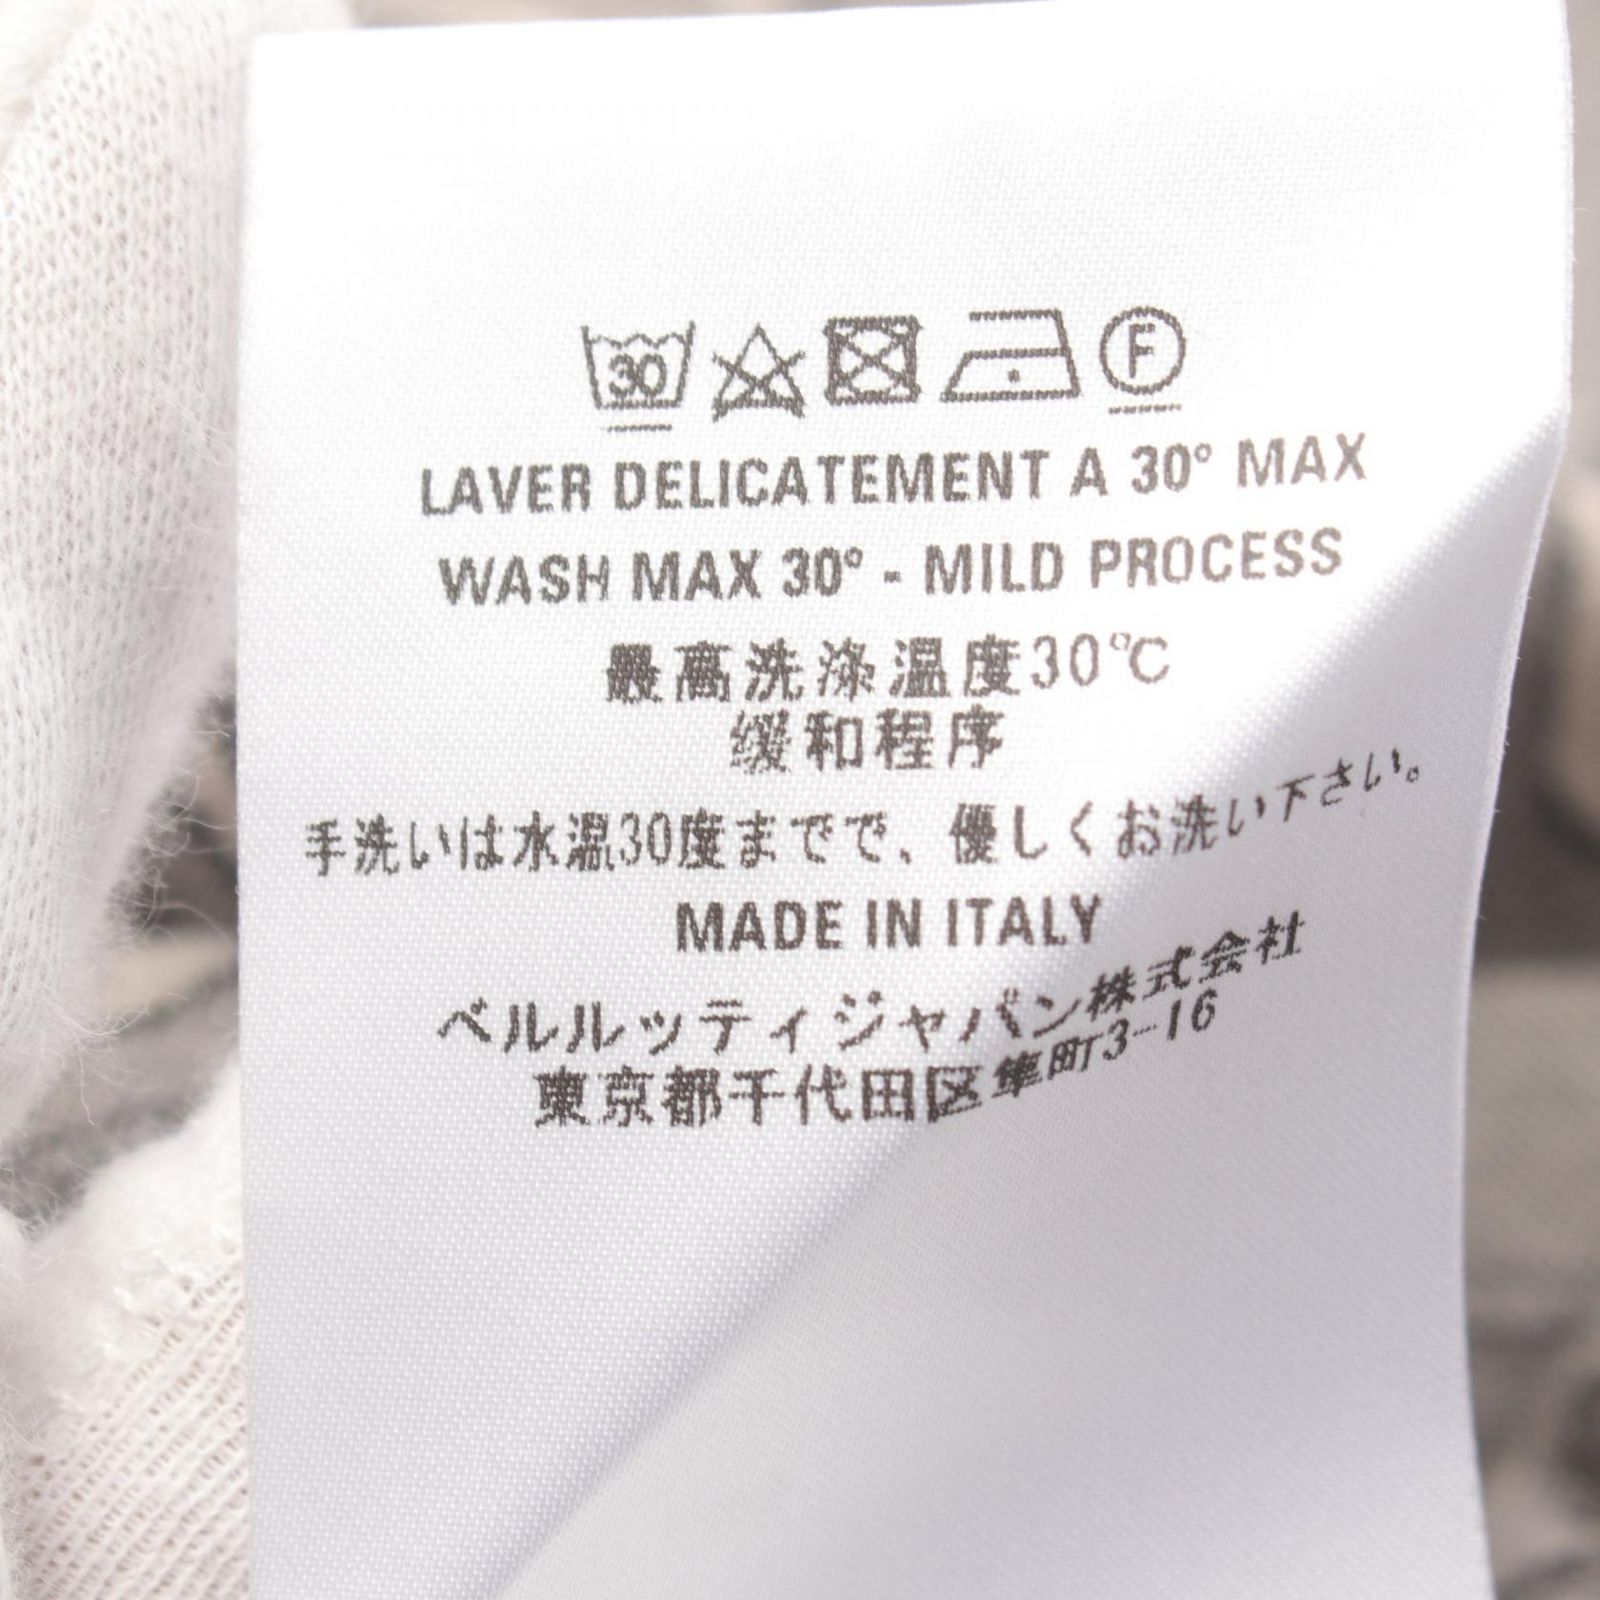 30 F
LAVER DELICATEMENT A 30° MAX
WASH MAX 30° - MILD PROCESS
最高洗涤温度30℃
缓和程序
手洗いは水温30度までで、優しくお洗い下さい。
MADE IN ITALY
ベルルッティジャパン株式会社
東京都千代田区隼町3-16